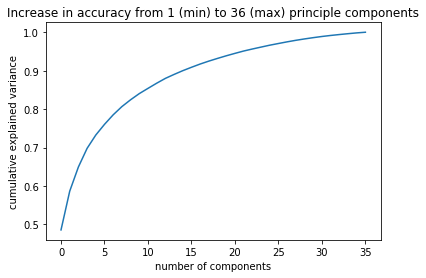 Increase in accuracy from 1 (min) to 36 (max) principle components
1.0
0.9
0.8
0.7
0.6
0.5
cumulative explained variance
0 5 10 15 20 25 30 35
number of components